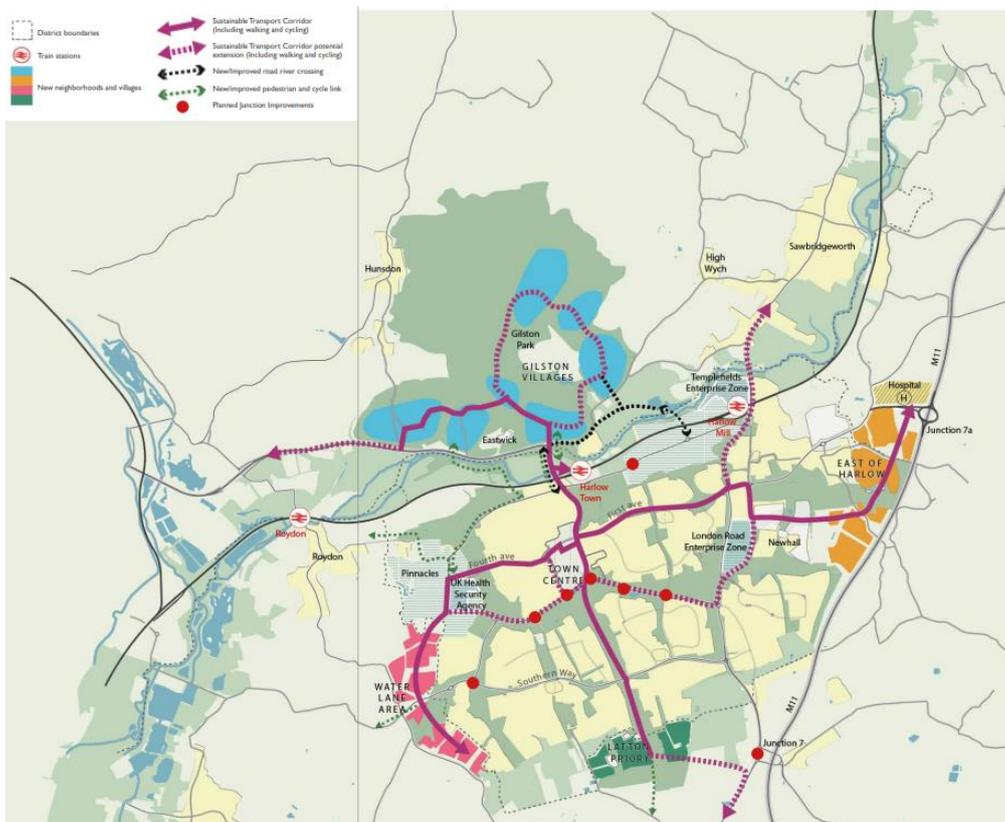 District boundaries
Train stations
New neighborhoods and villages
Sustainable Transport Corridor
(Including walking and cycling)
Sustainable Transport Corridor potential
extension (Including walking and cycling)
New/Improved road river crossing
New/Improved pedestrian and cycle link
Planned Junction Improvements
Sawbridgeworth
High
Wych
Hunsdon
Gilston
Park
GILSTON
VILLAGES
M11
Templefields
Enterprise Zone
Hospital
H
Harlow
Mill
Junction 7a
Eastwick
EAST OF
HARLOW
Harlow
Town
First ave
Roydon
London Road
Enterprise Zone
Newhall
Roydon
Fourth ave
Pinnacles
TOWN
CENTRE
UK Health
Security
Agency
Southern Way
WATER
LANE
AREA
M11
LATTON
PRIORY
Junction 7